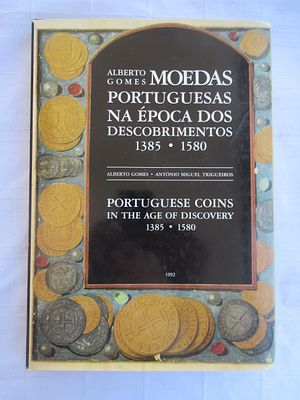 ALBERTO
GOMES MOEDAS
PORTUGUESAS
NA ÉPOCA DOS
DESCOBRIMENTOS
1385 • 1580
ALBERTO GOMES • ANTÓNIO MIGUEL TRIGUEIROS
PORTUGUESE COINS
IN THE AGE OF DISCOVERY
1385 • 1580
1992